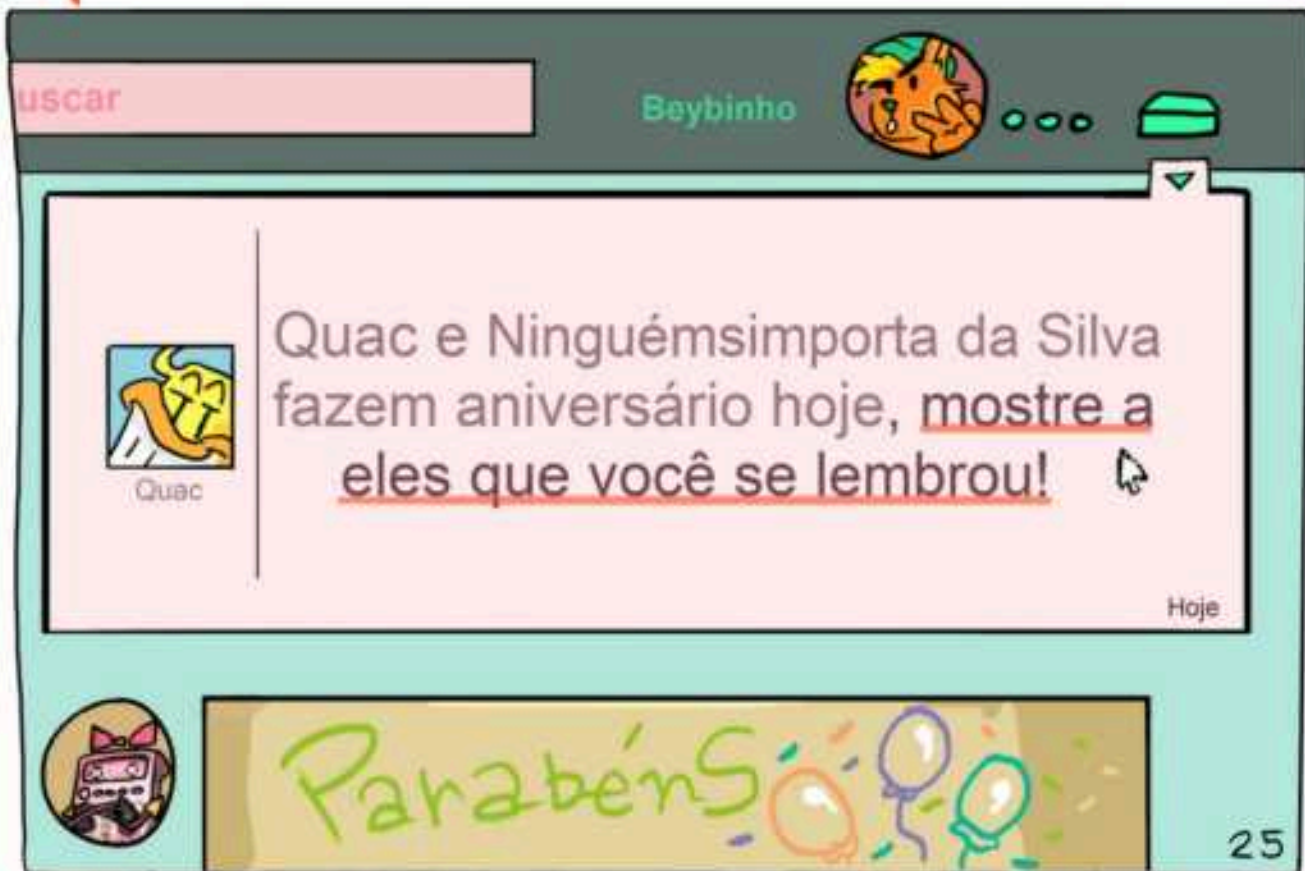 uscar
Beybinho
Quac e Ninguémsimporta da Silva
fazem aniversário hoje, mostre a
eles que você se lembrou!
Quac
Hoje
Parabéns
25